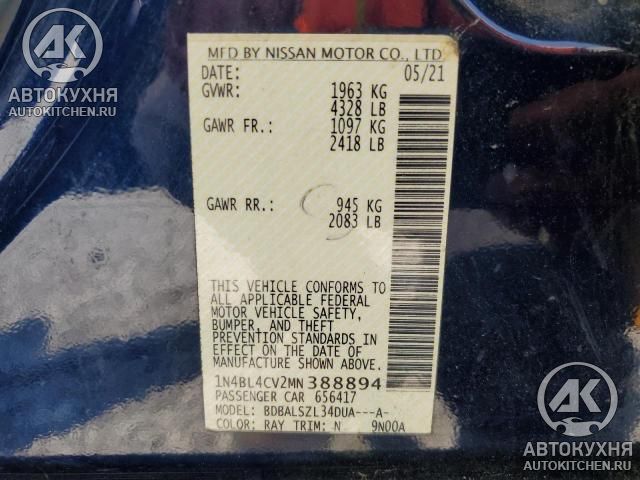 AK
АВТОКУХНЯ
AUTOKITCHEN.RU
MFD BY NISSAN MOTOR CO., LTD.
DATE: 05/21
GVWR: 1963 KG
4328 LB
GAWR FR.: 1097 KG
2418 LB
GAWR RR.: 945 KG
2083 LB
THIS VEHICLE CONFORMS TO
ALL APPLICABLE FEDERAL
MOTOR VEHICLE SAFETY,
BUMPER, AND THEFT
PREVENTION STANDARDS IN
EFFECT ON THE DATE OF
MANUFACTURE SHOWN ABOVE.
1N4BL4CV2MN388894
PASSENGER CAR 656417
MODEL: BDBALSZL34DUA---A-
COLOR: RAY TRIM: N 9N00A
AK
АВТОКУХНЯ
AUTOKITCHEN.RU